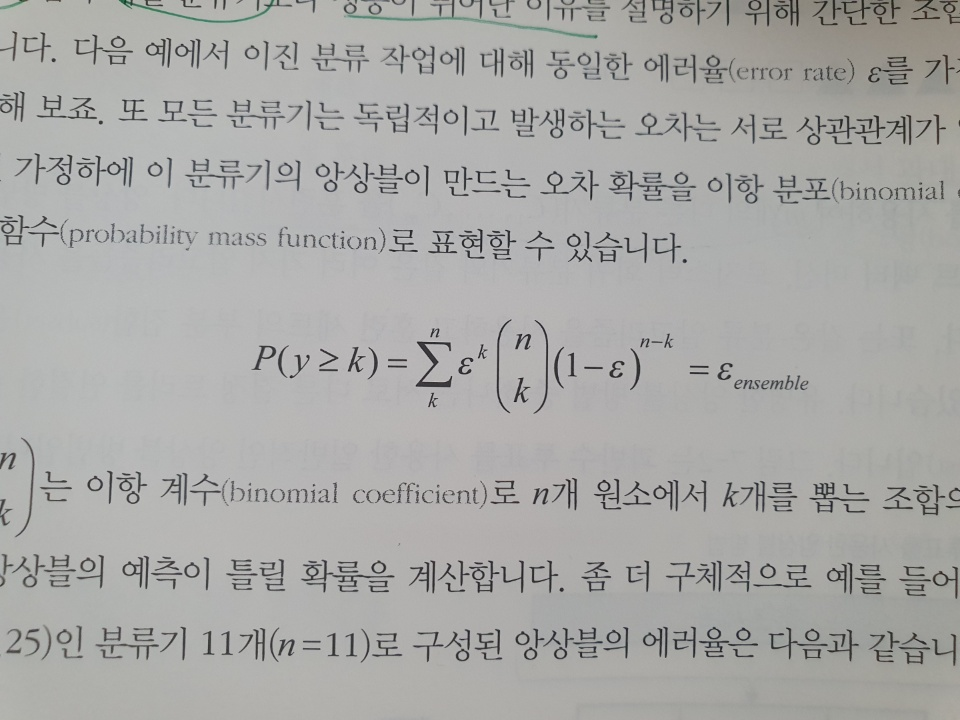 성능이 뛰어난 이유를 설명하기 위해 간단한 조합
니다. 다음 예에서 이진 분류 작업에 대해 동일한 에러율(error rate) ε를 가
해 보죠. 또 모든 분류기는 독립적이고 발생하는 오차는 서로 상관관계가
가정하에 이 분류기의 앙상블이 만드는 오차 확률을 이항 분포(binomial
함수(probability mass function)로 표현할 수 있습니다.
P(y ≥ k) = ∑_k^n ε^k (n k) (1 − ε)^{n−k} = ε_{ensemble}
(n k)는 이항 계수(binomial coefficient)로 n개 원소에서 k개를 뽑는 조합의
앙상블의 예측이 틀릴 확률을 계산합니다. 좀 더 구체적으로 예를 들어
25)인 분류기 11개(n=11)로 구성된 앙상블의 에러율은 다음과 같습니